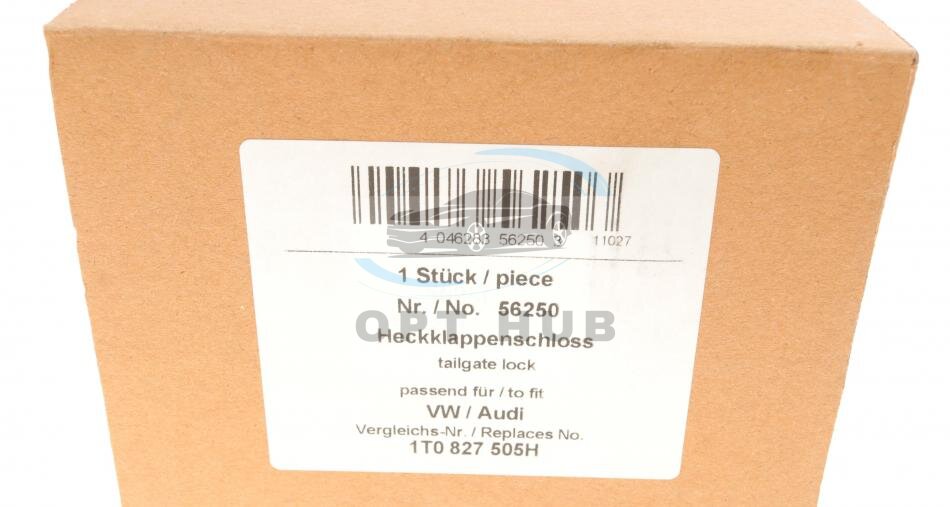 4 046283 56250 3 11027
1 Stück / piece
Nr. / No. 56250
OPT HUB
Heckklappenschloss
tailgate lock
passend für / to fit
VW / Audi
Vergleichs-Nr. / Replaces No.
1T0 827 505H